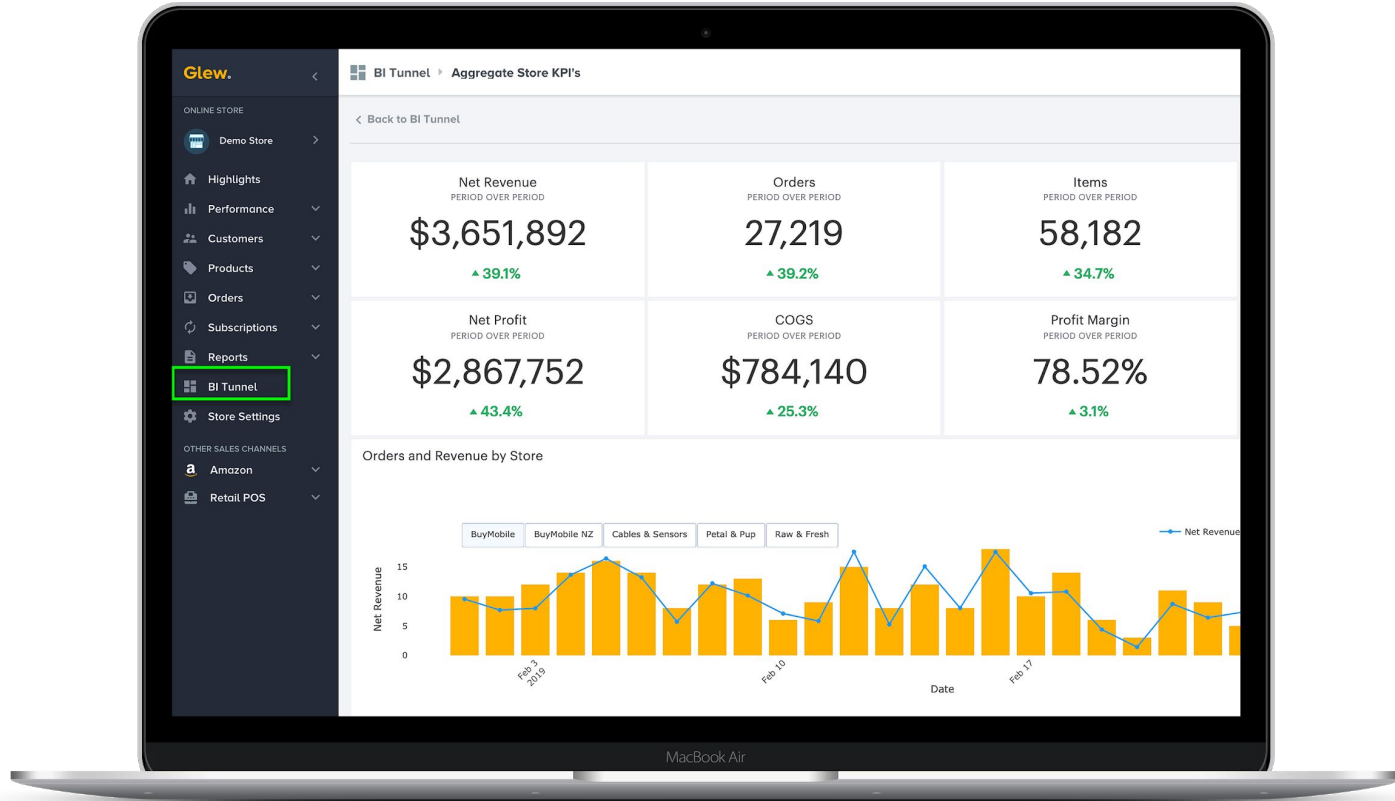 Glew.
ONLINE STORE
Demo Store
Highlights
Performance
Customers
Products
Orders
Subscriptions
Reports
BI Tunnel
Store Settings
OTHER SALES CHANNELS
Amazon
Retail POS
BI Tunnel Aggregate Store KPI's
Back to BI Tunnel
Net Revenue
PERIOD OVER PERIOD
$3,651,892
39.1%
Orders
PERIOD OVER PERIOD
27,219
39.2%
Items
PERIOD OVER PERIOD
58,182
34.7%
Net Profit
PERIOD OVER PERIOD
$2,867,752
43.4%
COGS
PERIOD OVER PERIOD
$784,140
25.3%
Profit Margin
PERIOD OVER PERIOD
78.52%
3.1%
Orders and Revenue by Store
BuyMobile BuyMobile NZ Cables & Sensors Petal & Pup Raw & Fresh
Net Revenue
Net Revenue
15
10
5
0
Feb 3
2019
Feb 10
Feb 17
Date
MacBook Air